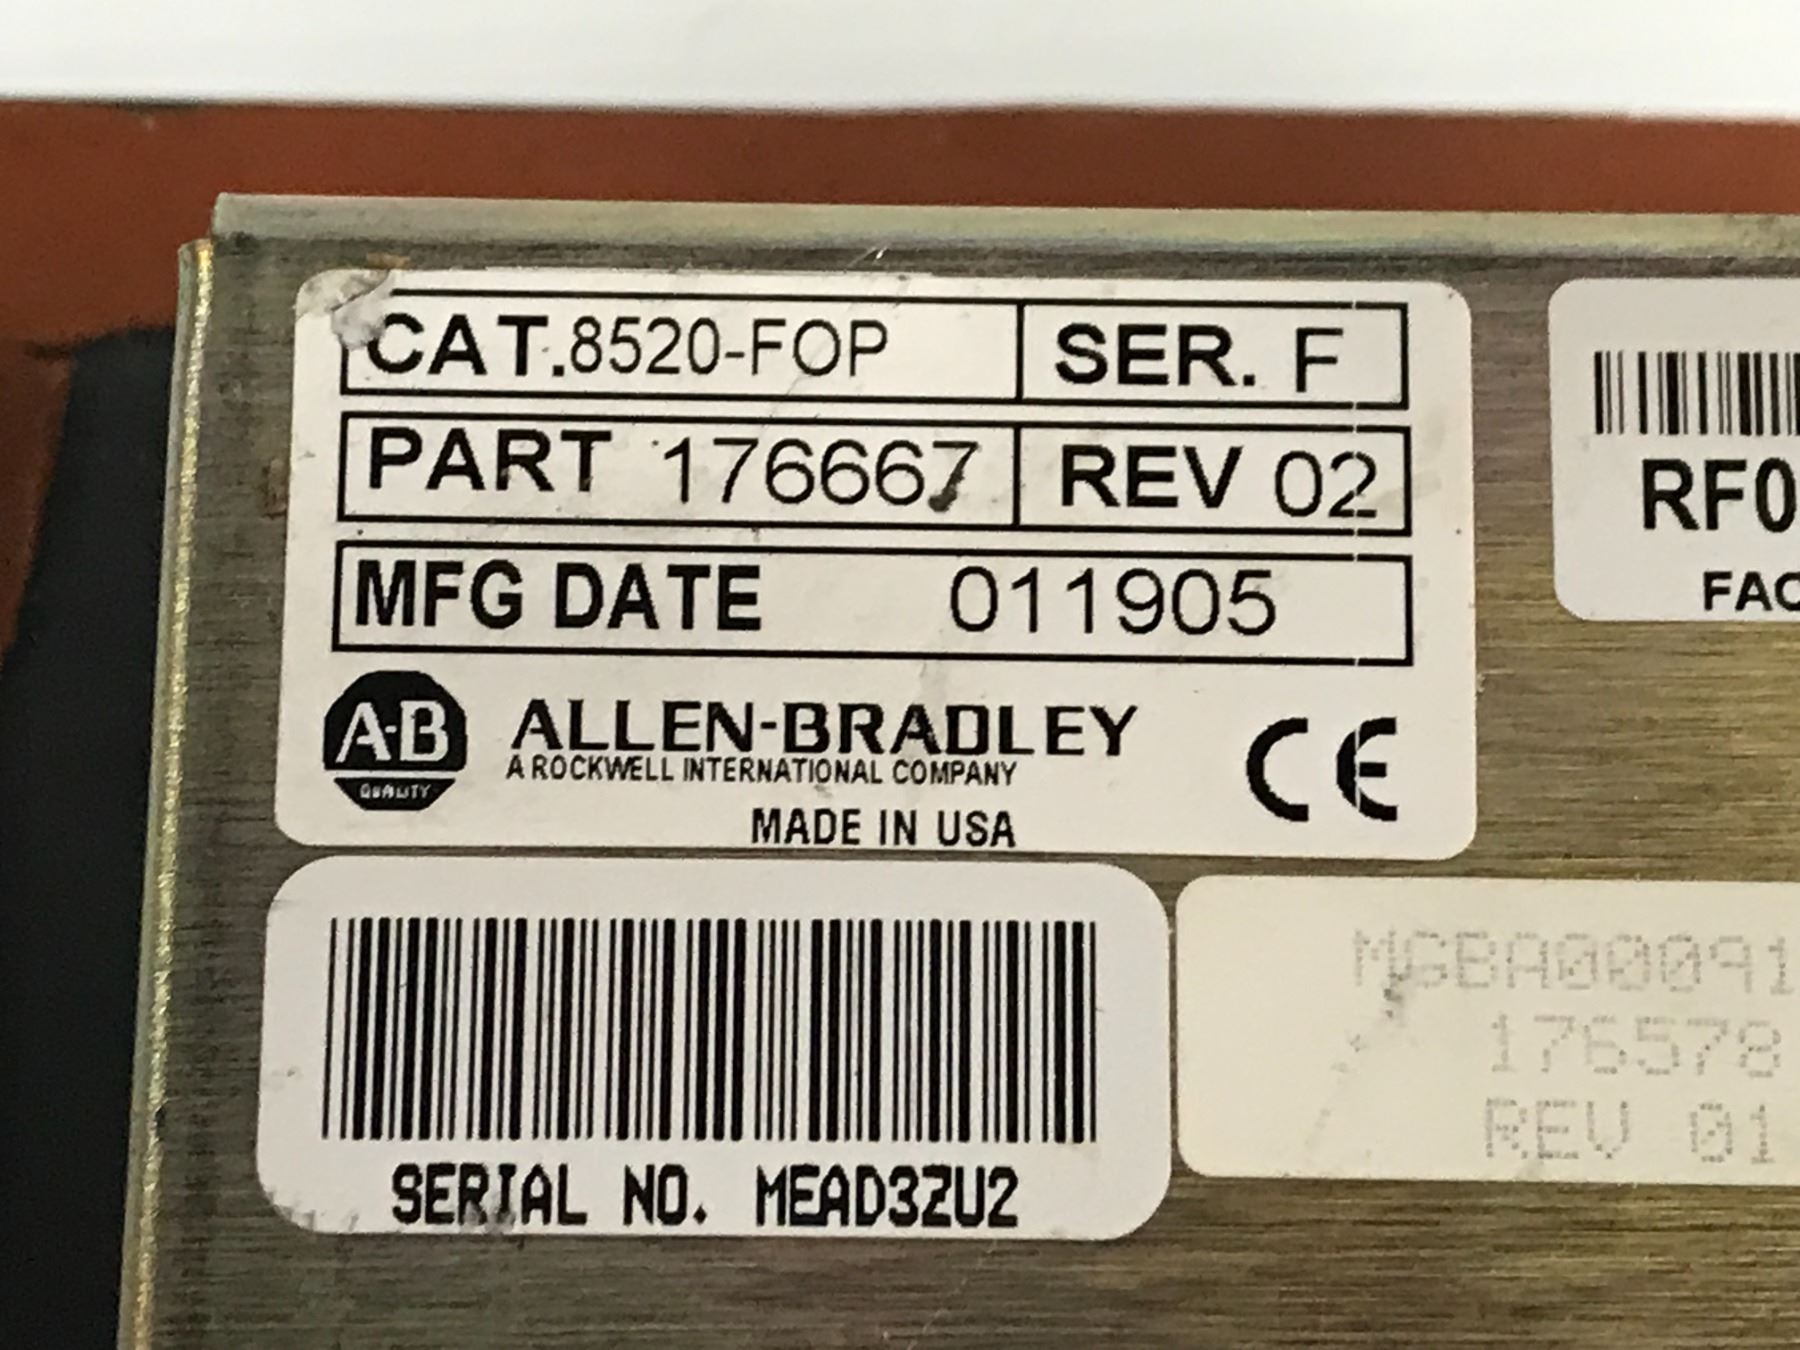 CAT. 8520-FOP SER. F
PART 176667 REV 02
MFG DATE 011905
A-B
QUALITY
ALLEN-BRADLEY
A ROCKWELL INTERNATIONAL COMPANY
MADE IN USA
CE
SERIAL NO. MEAD3ZU2
RF0
FAC
MGBA00091
176578
REV 01